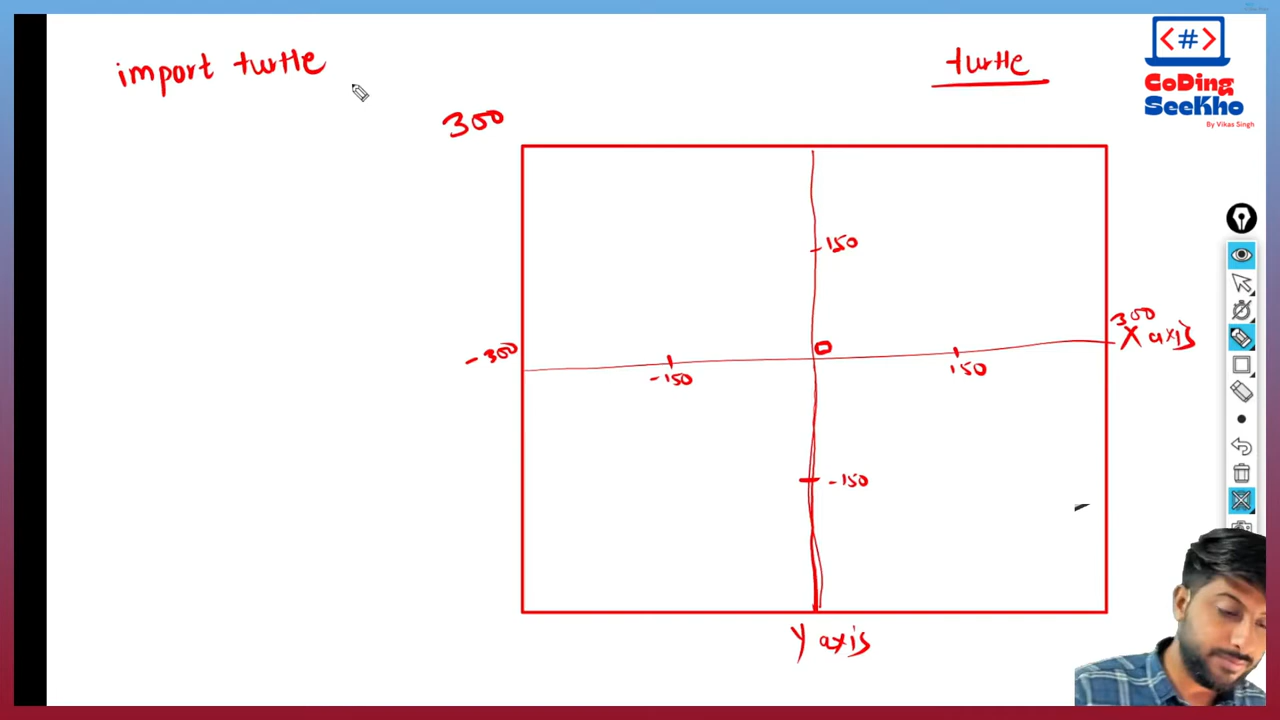 import turtle
turtle
<#>
CoDing
SeeKho
By Vikas Singh
300
150
300
X axis
-300
0
-150
150
-150
Y axis